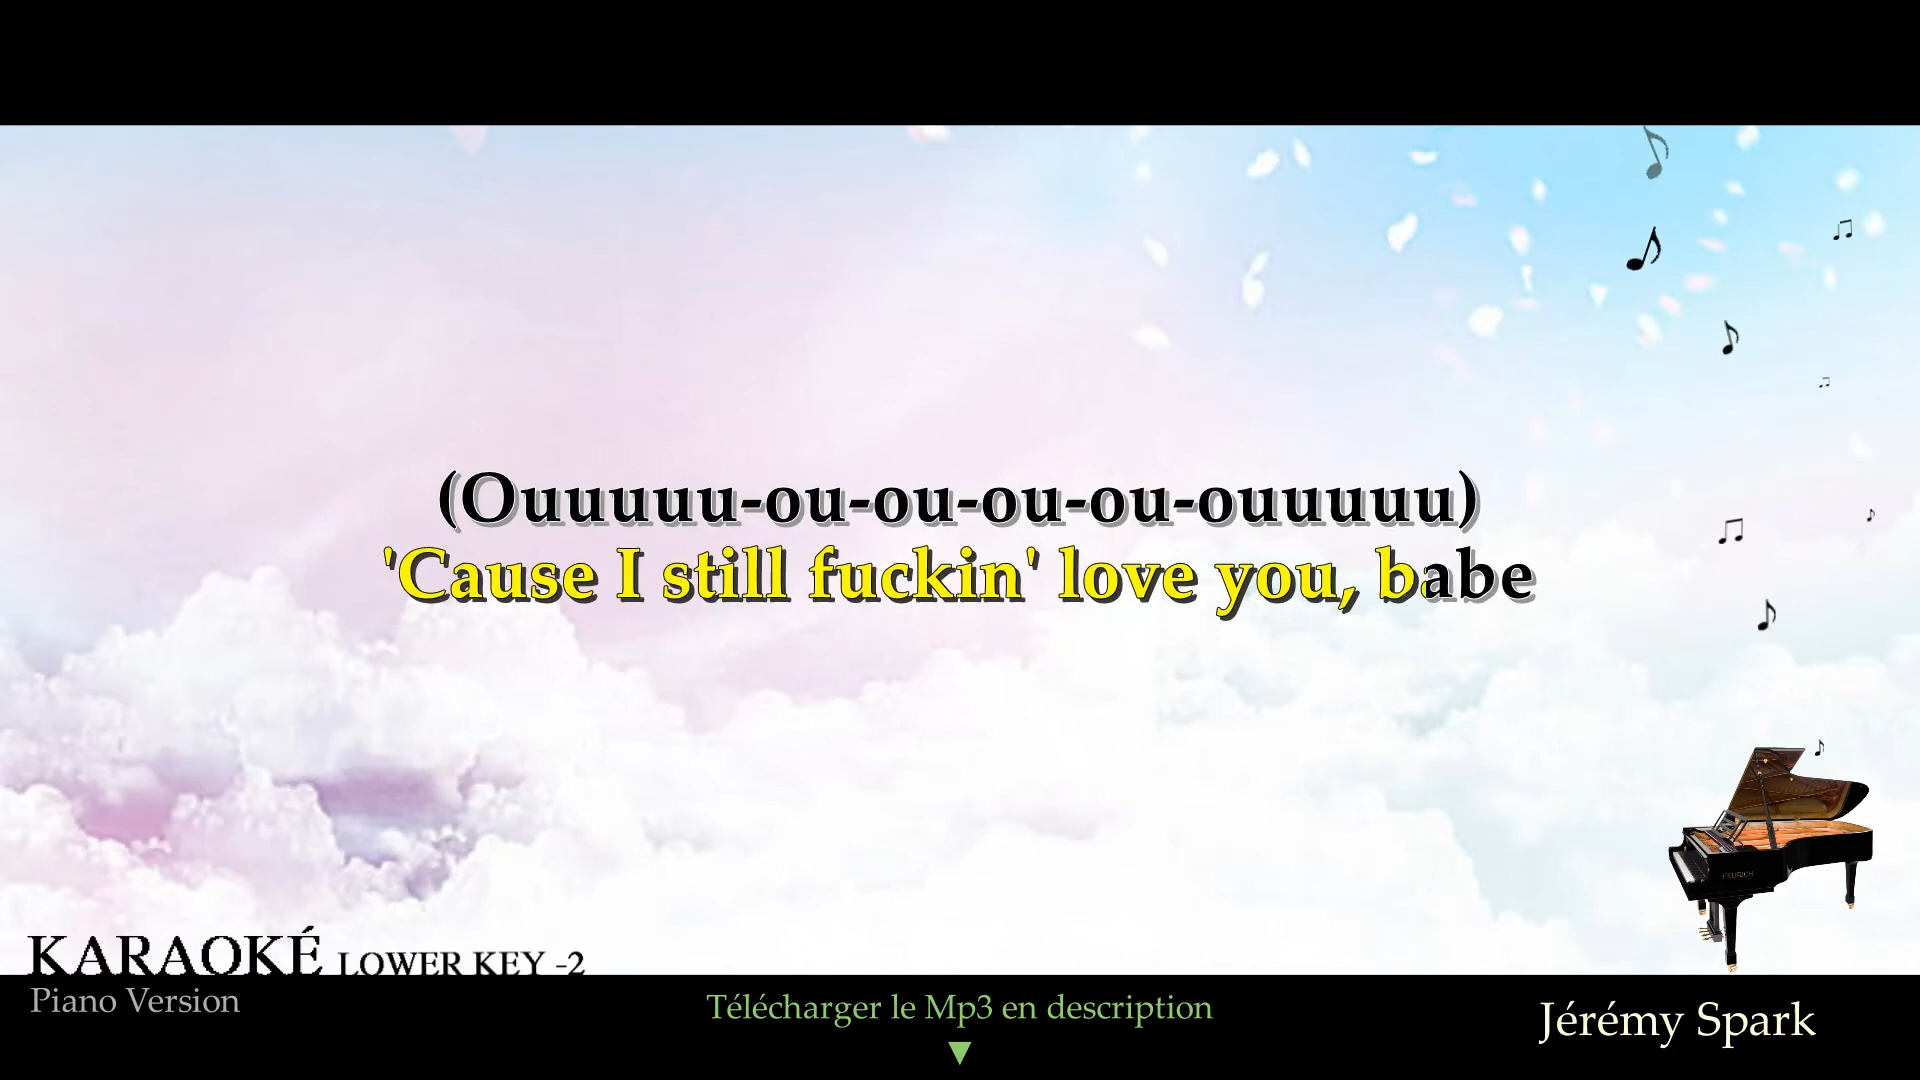 (Ouuuuu-ou-ou-ou-ou-ouuuuu)
'Cause I still fuckin' love you, babe
KARAOKÉ LOWER KEY -2
Piano Version
Télécharger le Mp3 en description
▼
Jérémy Spark
FEURICH